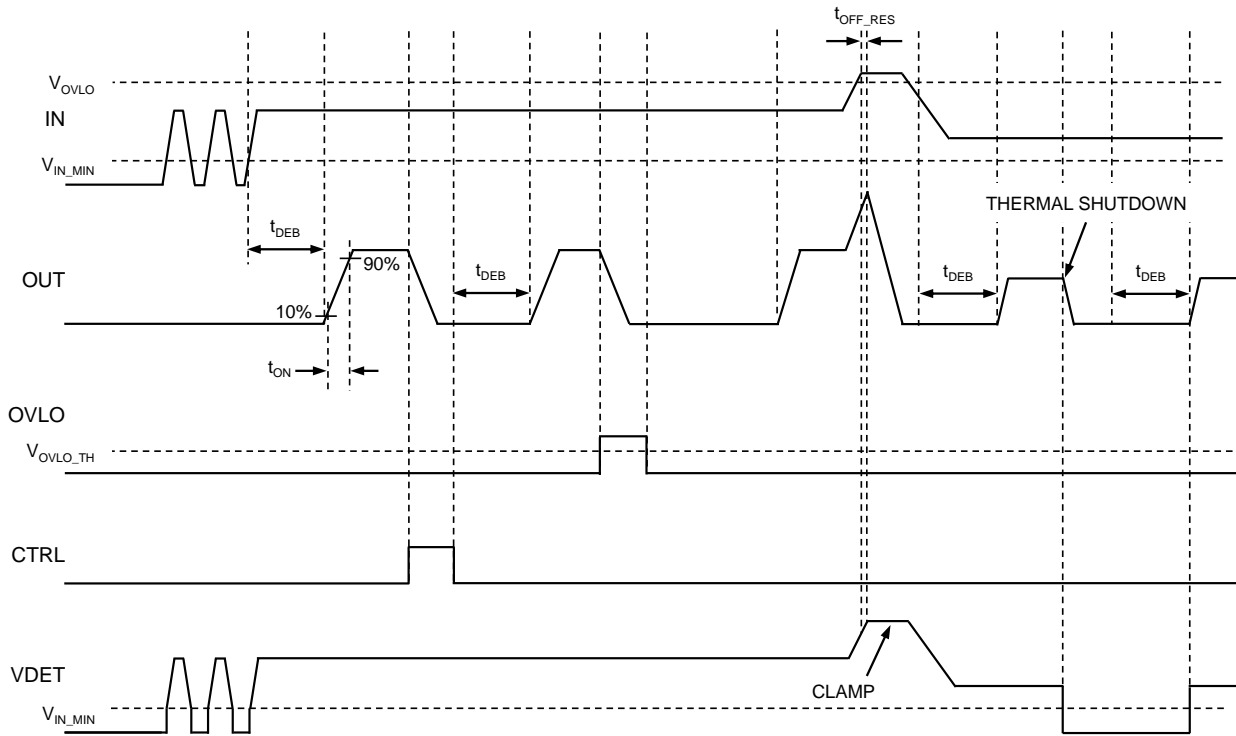 tOFF_RES
VOVLO
IN
VIN_MIN
THERMAL SHUTDOWN
tDEB
OUT
90%
tDEB
tDEB
tDEB
10%
tON
OVLO
VOVLO_TH
CTRL
VDET
CLAMP
VIN_MIN